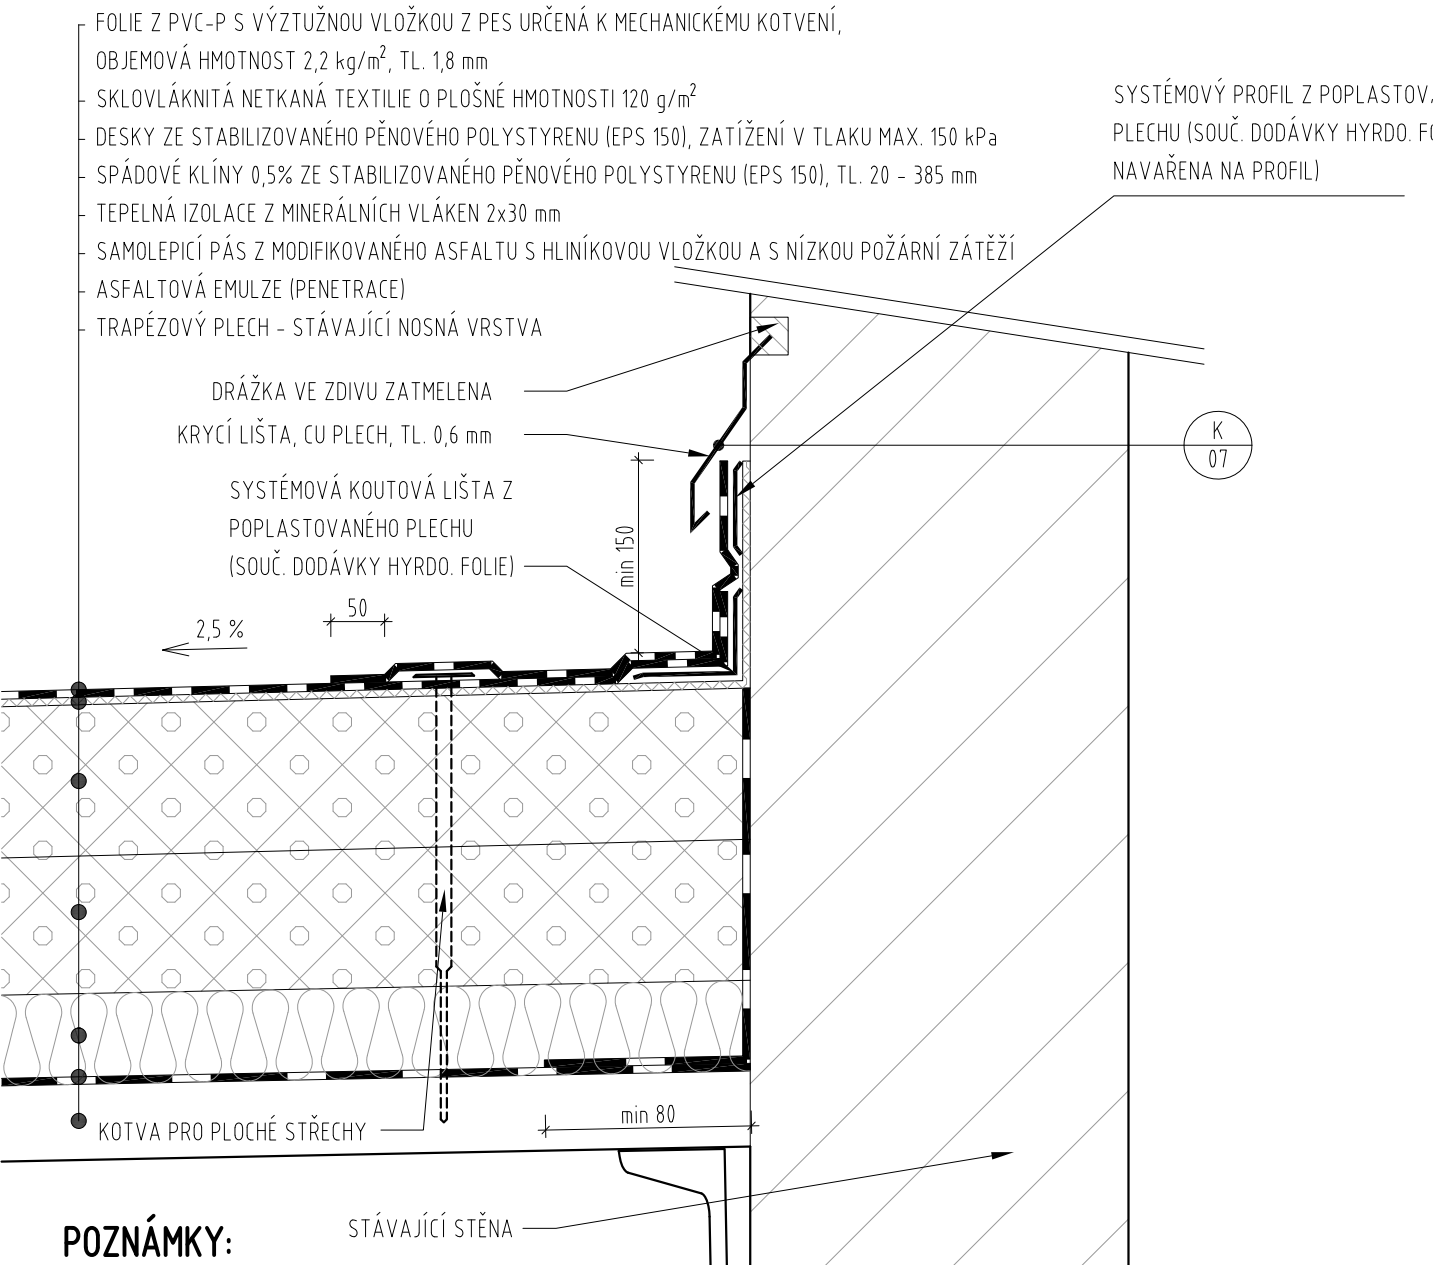 FOLIE Z PVC-P S VÝZTUŽNOU VLOŽKOU Z PES URČENÁ K MECHANICKÉMU KOTVENÍ,
OBJEMOVÁ HMOTNOST 2,2 kg/m², TL. 1,8 mm
SKLOVLÁKNITÁ NETKANÁ TEXTILIE O PLOŠNÉ HMOTNOSTI 120 g/m²
DESKY ZE STABILIZOVANÉHO PĚNOVÉHO POLYSTYRENU (EPS 150), ZATÍŽENÍ V TLAKU MAX. 150 kPa
SPÁDOVÉ KLÍNY 0,5% ZE STABILIZOVANÉHO PĚNOVÉHO POLYSTYRENU (EPS 150), TL. 20 - 385 mm
TEPELNÁ IZOLACE Z MINERÁLNÍCH VLÁKEN 2x30 mm
SAMOLEPICÍ PÁS Z MODIFIKOVANÉHO ASFALTU S HLINÍKOVOU VLOŽKOU A S NÍZKOU POŽÁRNÍ ZÁTĚŽÍ
ASFALTOVÁ EMULZE (PENETRACE)
TRAPÉZOVÝ PLECH - STÁVAJÍCÍ NOSNÁ VRSTVA
SYSTÉMOVÝ PROFIL Z POPLASTOV
PLECHU (SOUČ. DODÁVKY HYRDO.
NAVAŘENA NA PROFIL)
DRÁŽKA VE ZDIVU ZATMELENA
KRYCÍ LIŠTA, CU PLECH, TL. 0,6 mm
K
07
SYSTÉMOVÁ KOUTOVÁ LIŠTA Z
POPLASTOVANÉHO PLECHU
(SOUČ. DODÁVKY HYRDO. FOLIE)
min 150
50
2,5 %
min 80
KOTVA PRO PLOCHÉ STŘECHY
STÁVAJÍCÍ STĚNA
POZNÁMKY: